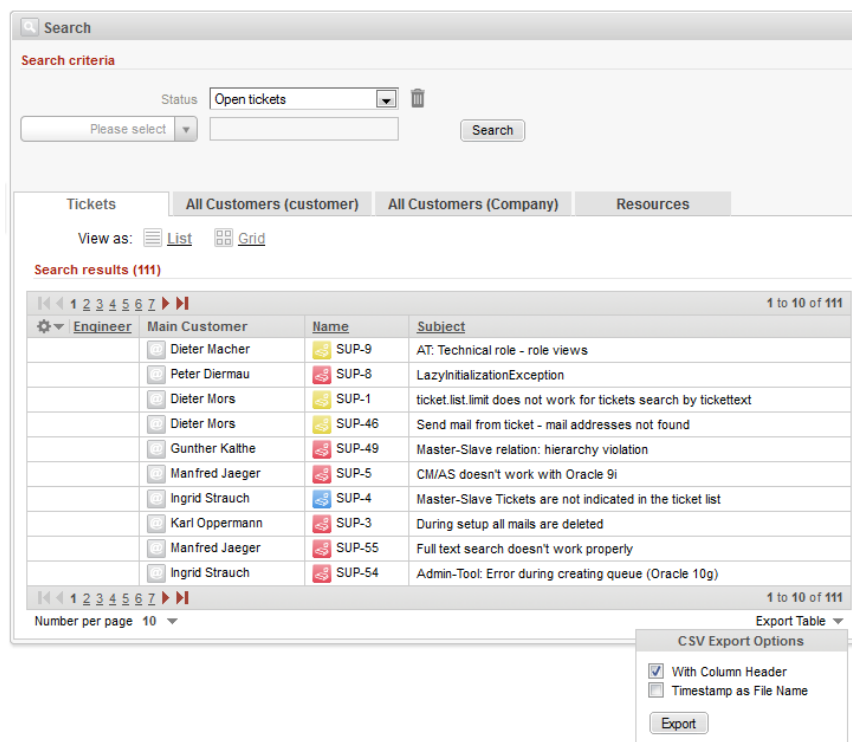 Search
Search criteria
Status Open tickets
Please select Search
Tickets All Customers (customer) All Customers (Company) Resources
View as: List Grid
Search results (111)
1 2 3 4 5 6 7 1 to 10 of 111
Engineer Main Customer Name Subject
@ Dieter Macher SUP-9 AT: Technical role - role views
@ Peter Diermau SUP-8 LazyInitializationException
@ Dieter Mors SUP-1 ticket.list.limit does not work for tickets search by tickettext
@ Dieter Mors SUP-46 Send mail from ticket - mail addresses not found
@ Gunther Kalthe SUP-49 Master-Slave relation: hierarchy violation
@ Manfred Jaeger SUP-5 CM/AS doesn't work with Oracle 9i
@ Ingrid Strauch SUP-4 Master-Slave Tickets are not indicated in the ticket list
@ Karl Oppermann SUP-3 During setup all mails are deleted
@ Manfred Jaeger SUP-55 Full text search doesn't work properly
@ Ingrid Strauch SUP-54 Admin-Tool: Error during creating queue (Oracle 10g)
1 2 3 4 5 6 7 1 to 10 of 111
Number per page 10 Export Table
CSV Export Options
With Column Header
Timestamp as File Name
Export